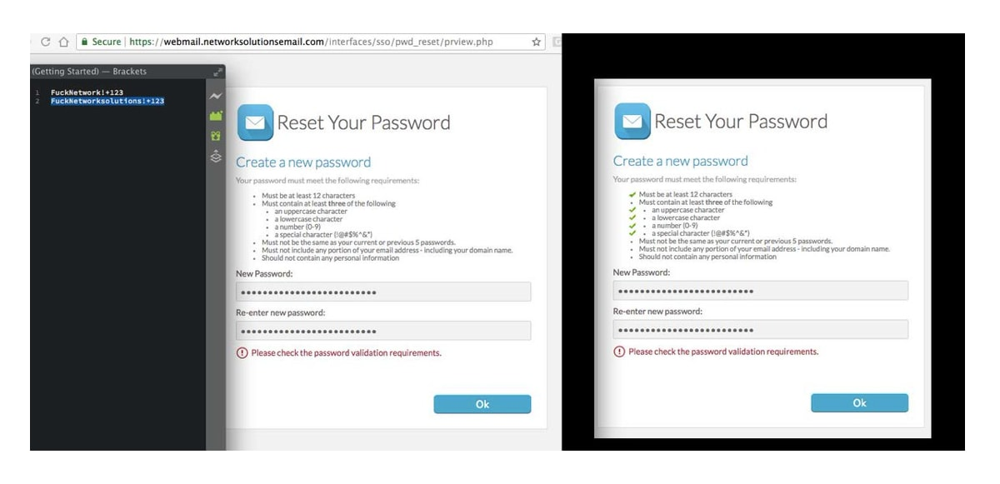 Secure | https://webmail.networksolutionsemail.com/interfaces/sso/pwd_reset/prview.php
(Getting Started) — Brackets
1 FuckNetwork!+123
2 FuckNetworksolutions!+123
Reset Your Password
Create a new password
Your password must meet the following requirements:
• Must be at least 12 characters
• Must contain at least three of the following
• an uppercase character
• a lowercase character
• a number (0-9)
• a special character (!@#$%^&*)
• Must not be the same as your current or previous 5 passwords.
• Must not include any portion of your email address - including your domain name.
• Should not contain any personal information
New Password:
Re-enter new password:
Please check the password validation requirements.
Ok
Reset Your Password
Create a new password
Your password must meet the following requirements:
• Must be at least 12 characters
• Must contain at least three of the following
• an uppercase character
• a lowercase character
• a number (0-9)
• a special character (!@#$%^&*)
• Must not be the same as your current or previous 5 passwords.
• Must not include any portion of your email address - including your domain name.
• Should not contain any personal information
New Password:
Re-enter new password:
Please check the password validation requirements.
Ok